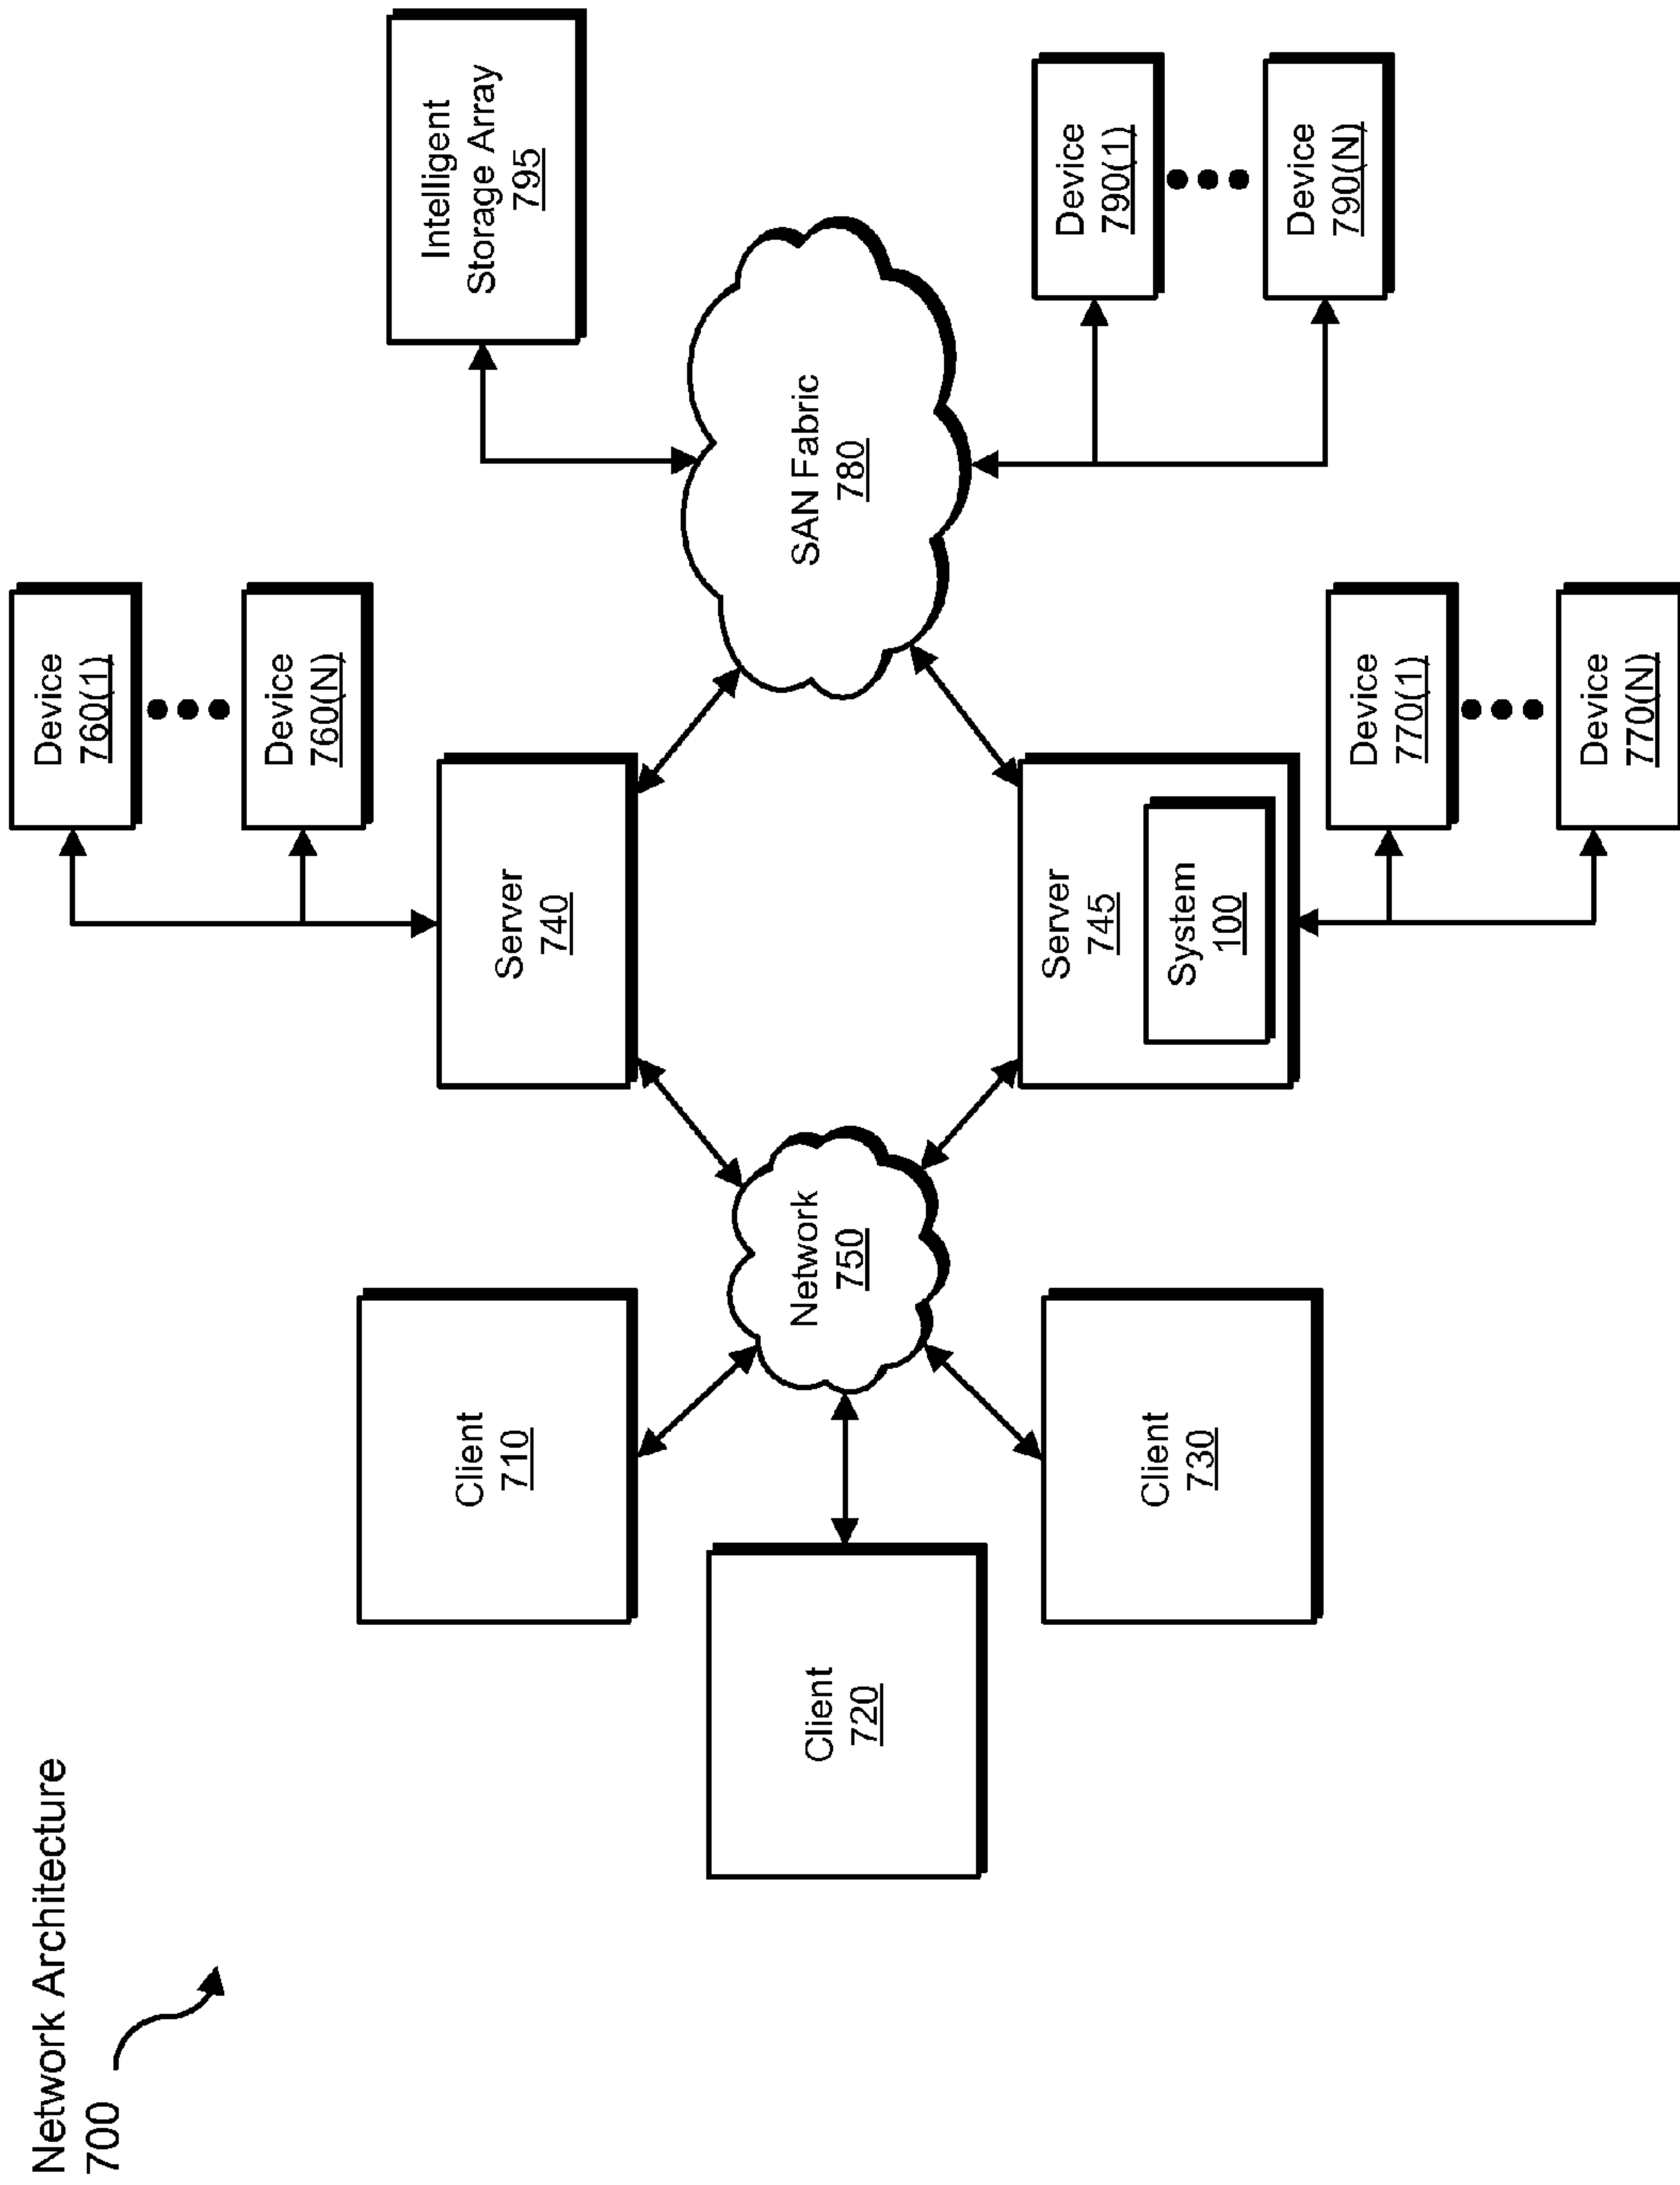 Network Architecture
700
Device
760(1)
Device
760(N)
Intelligent
Storage Array
795
Client
710
Server
740
Client
720
Network
750
SAN Fabric
780
Server
745
System
100
Client
730
Device
790(1)
Device
790(N)
Device
770(1)
Device
770(N)